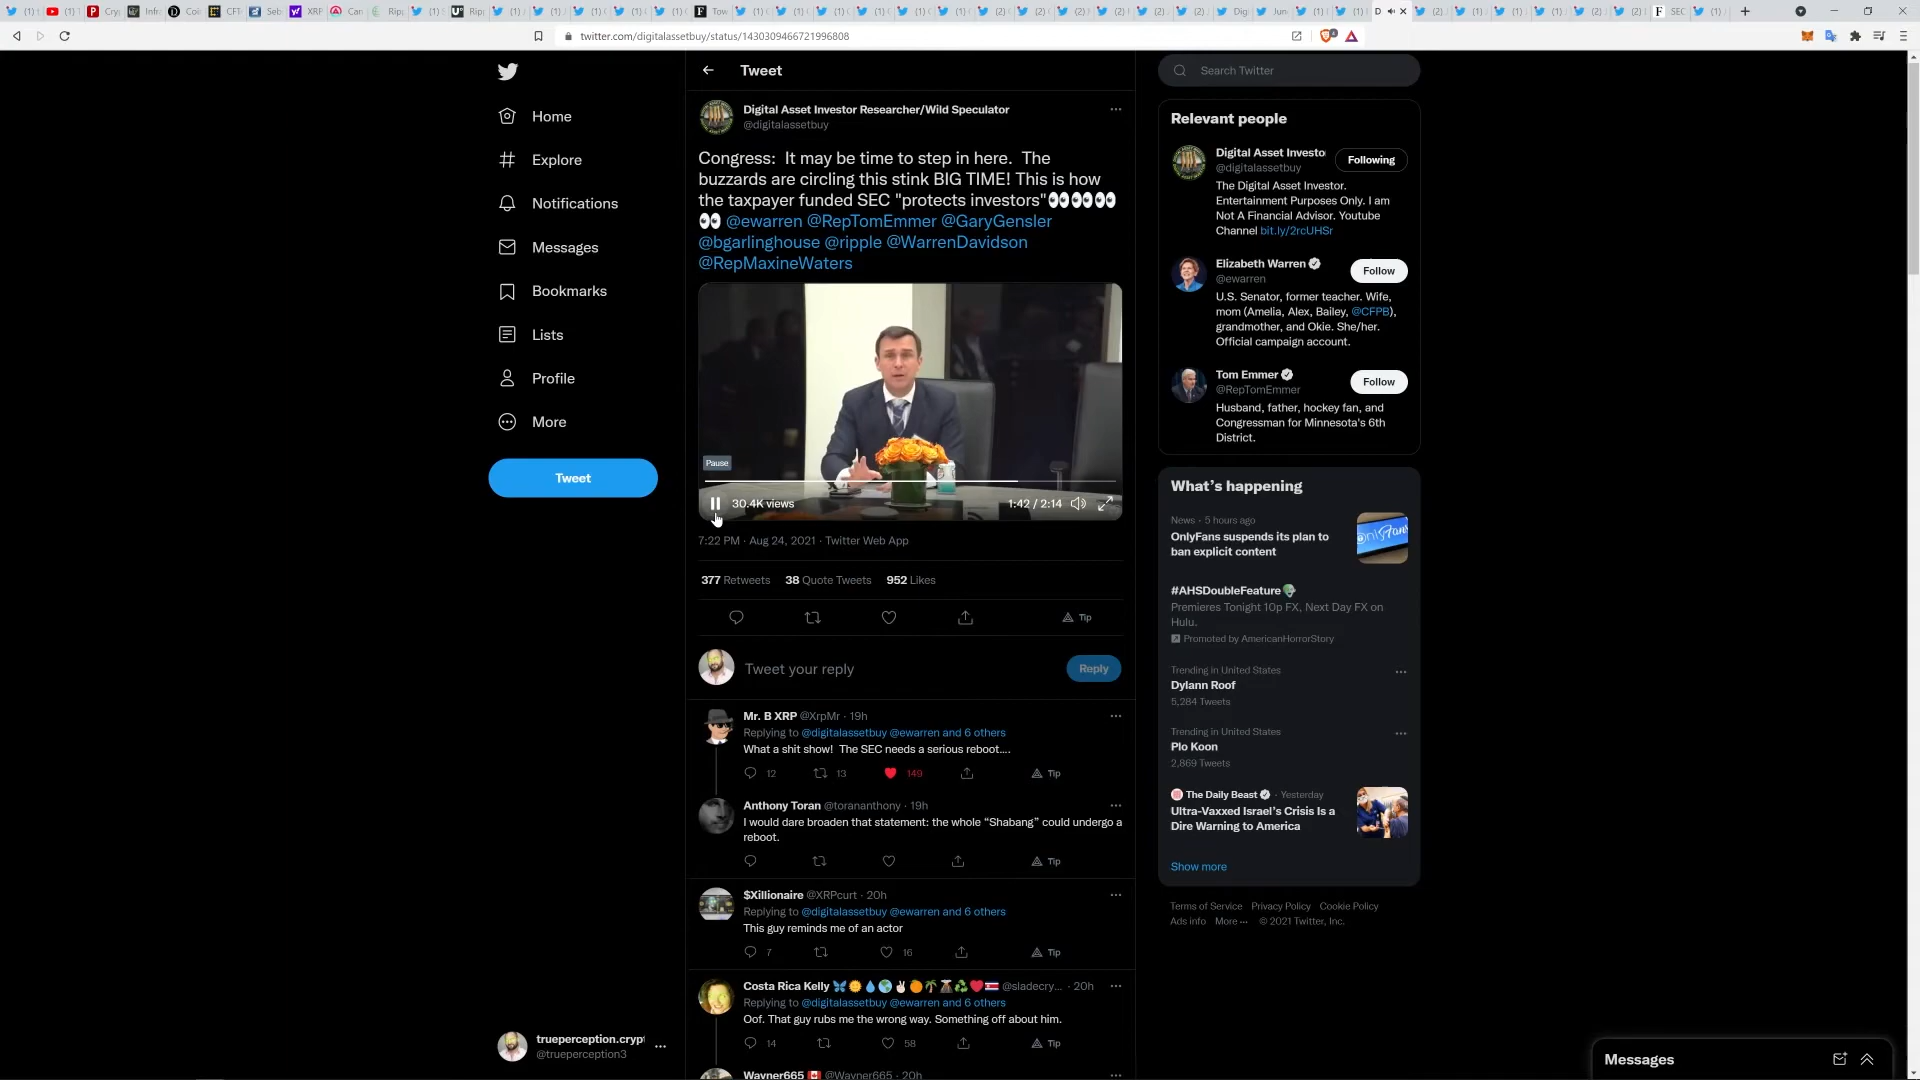 twitter.com/digitalassetbuy/status/1430309466721996808
Tweet
Search Twitter
Home
Explore
Notifications
Messages
Bookmarks
Lists
Profile
More
Tweet
Digital Asset Investor Researcher/Wild Speculator
@digitalassetbuy
Congress:  It may be time to step in here.  The
buzzards are circling this stink BIG TIME! This is how
the taxpayer funded SEC "protects investors"👀👀👀👀
👀 @ewarren @RepTomEmmer @GaryGensler
@bgarlinghouse @ripple @WarrenDavidson
@RepMaxineWaters
Pause
30.4K views
1:42 / 2:14
7:22 PM · Aug 24, 2021 · Twitter Web App
377 Retweets 38 Quote Tweets 952 Likes
Tip
Tweet your reply
Reply
Mr. B XRP @XrpMr · 19h
Replying to @digitalassetbuy @ewarren and 6 others
What a shit show!  The SEC needs a serious reboot....
12 13 149 Tip
Anthony Toran @torananthony · 19h
I would dare broaden that statement: the whole “Shabang” could undergo a
reboot.
Tip
$Xillionaire @XRPcurt · 20h
Replying to @digitalassetbuy @ewarren and 6 others
This guy reminds me of an actor
7 16 Tip
Costa Rica Kelly 🦋🌞💧🌎✌🍊🌴🌋♻❤🇨🇷 @sladecry... · 20h
Replying to @digitalassetbuy @ewarren and 6 others
Oof. That guy rubs me the wrong way. Something off about him.
14 58 Tip
Wayner665 🇨🇦 @Wayner665 · 20h
Relevant people
Digital Asset Investo
Following
@digitalassetbuy
The Digital Asset Investor.
Entertainment Purposes Only. I am
Not A Financial Advisor. Youtube
Channel bit.ly/2rcUHSr
Elizabeth Warren
Follow
@ewarren
U.S. Senator, former teacher. Wife,
mom (Amelia, Alex, Bailey, @CFPB),
grandmother, and Okie. She/her.
Official campaign account.
Tom Emmer
Follow
@RepTomEmmer
Husband, father, hockey fan, and
Congressman for Minnesota's 6th
District.
What’s happening
News · 5 hours ago
OnlyFans suspends its plan to
ban explicit content
#AHSDoubleFeature
Premieres Tonight 10p FX, Next Day FX on
Hulu.
Promoted by AmericanHorrorStory
Trending in United States
Dylann Roof
5,284 Tweets
Trending in United States
Plo Koon
2,869 Tweets
The Daily Beast · Yesterday
Ultra-Vaxxed Israel’s Crisis Is a
Dire Warning to America
Show more
Terms of Service Privacy Policy Cookie Policy
Ads info More ··· © 2021 Twitter, Inc.
trueperception.crypt
@trueperception3
Messages